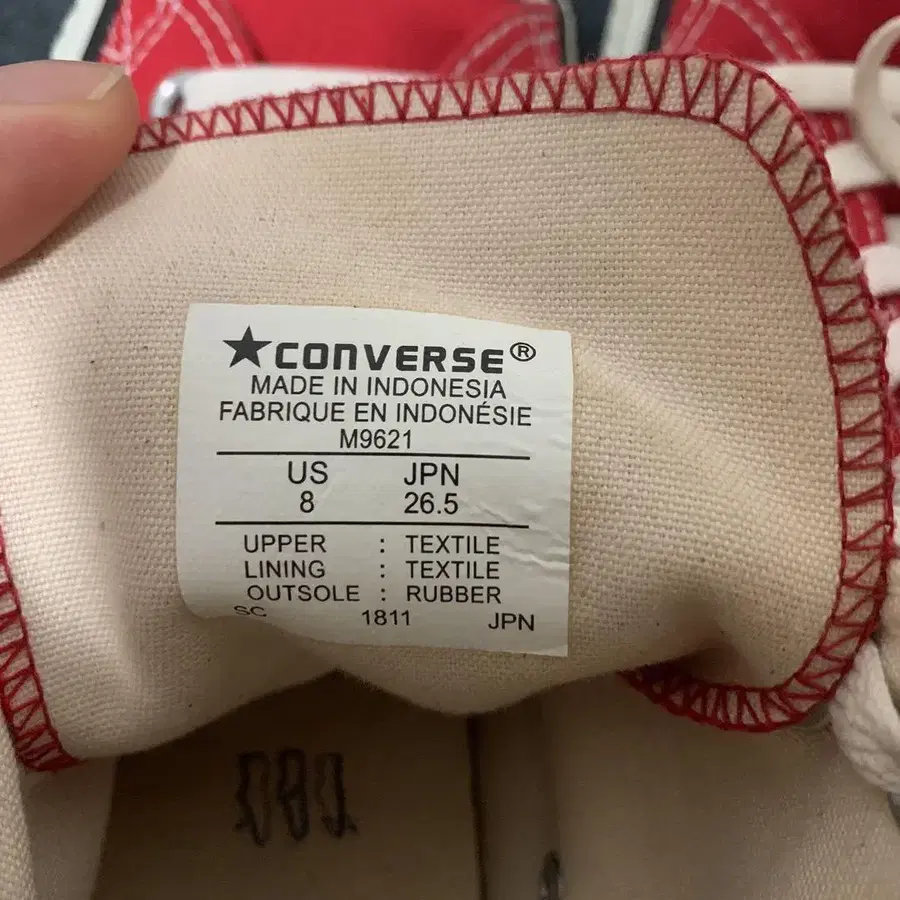 ★CONVERSE®
MADE IN INDONESIA
FABRIQUE EN INDONÉSIE
M9621
US JPN
8 26.5
UPPER : TEXTILE
LINING : TEXTILE
OUTSOLE : RUBBER
SC 1811 JPN